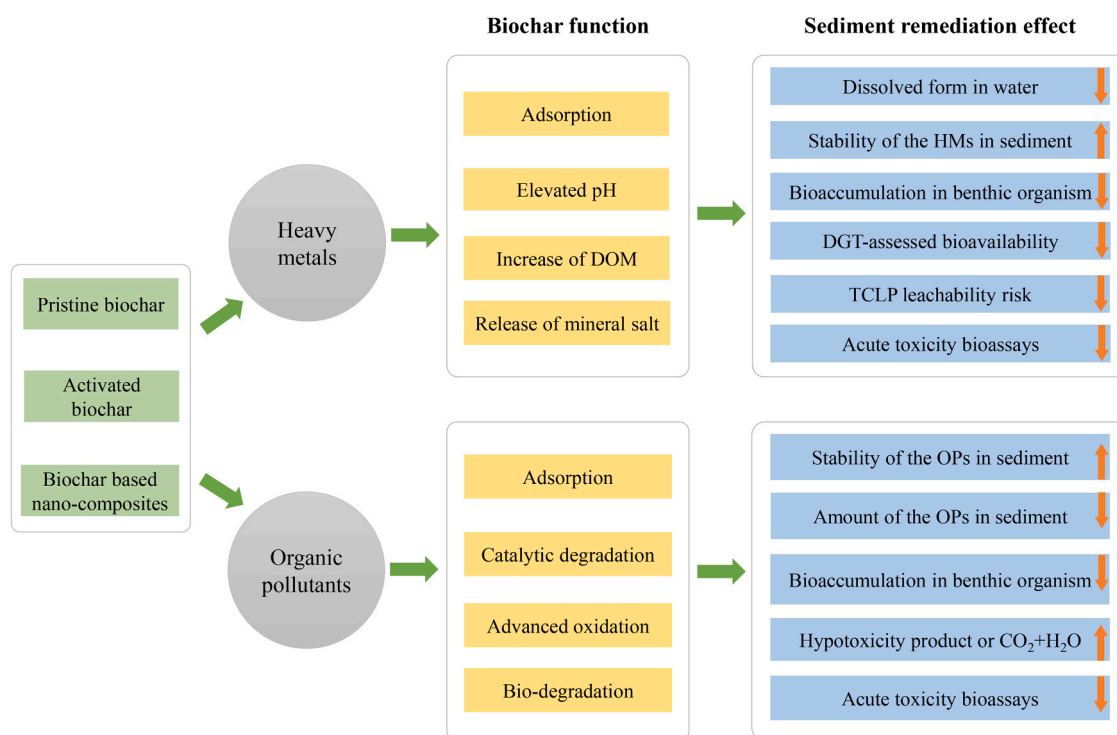 Biochar function
Sediment remediation effect
Pristine biochar
Activated
biochar
Biochar based
nano-composites
Heavy
metals
Adsorption
Elevated pH
Increase of DOM
Release of mineral salt
Dissolved form in water
Stability of the HMs in sediment
Bioaccumulation in benthic organism
DGT-assessed bioavailability
TCLP leachability risk
Acute toxicity bioassays
Organic
pollutants
Adsorption
Catalytic degradation
Advanced oxidation
Bio-degradation
Stability of the OPs in sediment
Amount of the OPs in sediment
Bioaccumulation in benthic organism
Hypotoxicity product or CO₂+H₂O
Acute toxicity bioassays